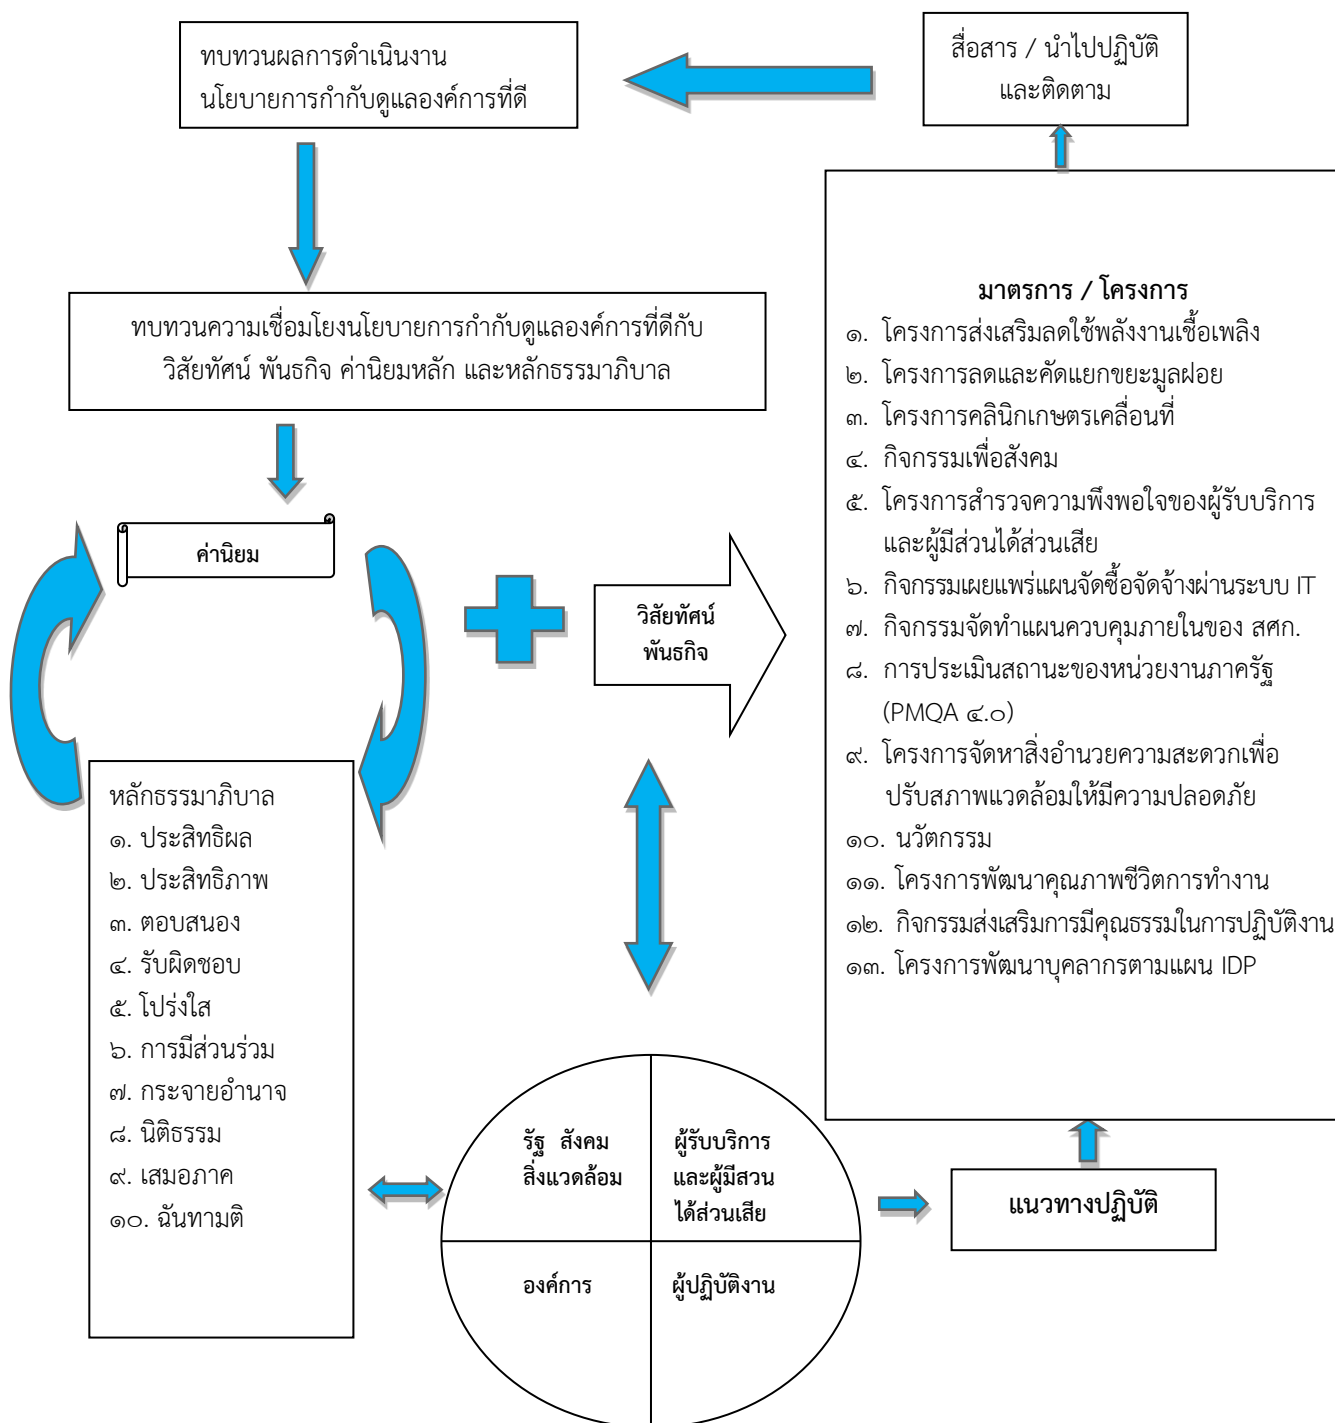 ทบทวนผลการดำเนินงาน
นโยบายการกำกับดูแลองค์การที่ดี
สื่อสาร / นำไปปฏิบัติ
และติดตาม
ทบทวนความเชื่อมโยงนโยบายการกำกับดูแลองค์การที่ดีกับ
วิสัยทัศน์ พันธกิจ ค่านิยมหลัก และหลักธรรมาภิบาล
ค่านิยม
วิสัยทัศน์
พันธกิจ
หลักธรรมาภิบาล
๑. ประสิทธิผล
๒. ประสิทธิภาพ
๓. ตอบสนอง
๔. รับผิดชอบ
๕. โปร่งใส
๖. การมีส่วนร่วม
๗. กระจายอำนาจ
๘. นิติธรรม
๙. เสมอภาค
๑๐. ฉันทามติ
รัฐ สังคม
สิ่งแวดล้อม
ผู้รับบริการ
และผู้มีสวน
ได้ส่วนเสีย
องค์การ
ผู้ปฏิบัติงาน
แนวทางปฏิบัติ
มาตรการ / โครงการ
๑. โครงการส่งเสริมลดใช้พลังงานเชื้อเพลิง
๒. โครงการลดและคัดแยกขยะมูลฝอย
๓. โครงการคลินิกเกษตรเคลื่อนที่
๔. กิจกรรมเพื่อสังคม
๕. โครงการสำรวจความพึงพอใจของผู้รับบริการ
และผู้มีส่วนได้ส่วนเสีย
๖. กิจกรรมเผยแพร่แผนจัดซื้อจัดจ้างผ่านระบบ IT
๗. กิจกรรมจัดทำแผนควบคุมภายในของ สศก.
๘. การประเมินสถานะของหน่วยงานภาครัฐ
(PMQA ๔.๐)
๙. โครงการจัดหาสิ่งอำนวยความสะดวกเพื่อ
ปรับสภาพแวดล้อมให้มีความปลอดภัย
๑๐. นวัตกรรม
๑๑. โครงการพัฒนาคุณภาพชีวิตการทำงาน
๑๒. กิจกรรมส่งเสริมการมีคุณธรรมในการปฏิบัติงาน
๑๓. โครงการพัฒนาบุคลากรตามแผน IDP